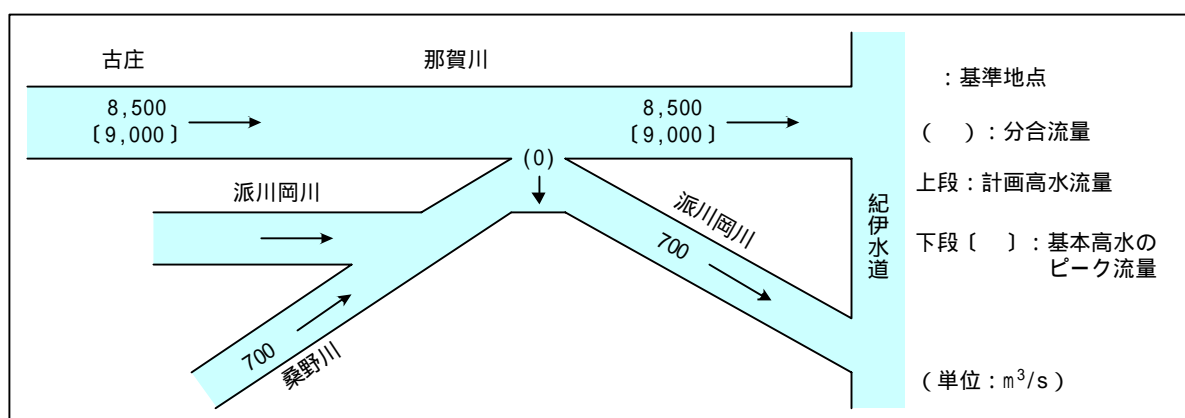 古庄
那賀川
8,500
〔9,000〕
8,500
〔9,000〕
(0)
派川岡川
派川岡川
700
700
桑野川
紀伊水道
：基準地点
(　)：分合流量
上段：計画高水流量
下段〔　〕：基本高水の
ピーク流量
(単位：m³/s)